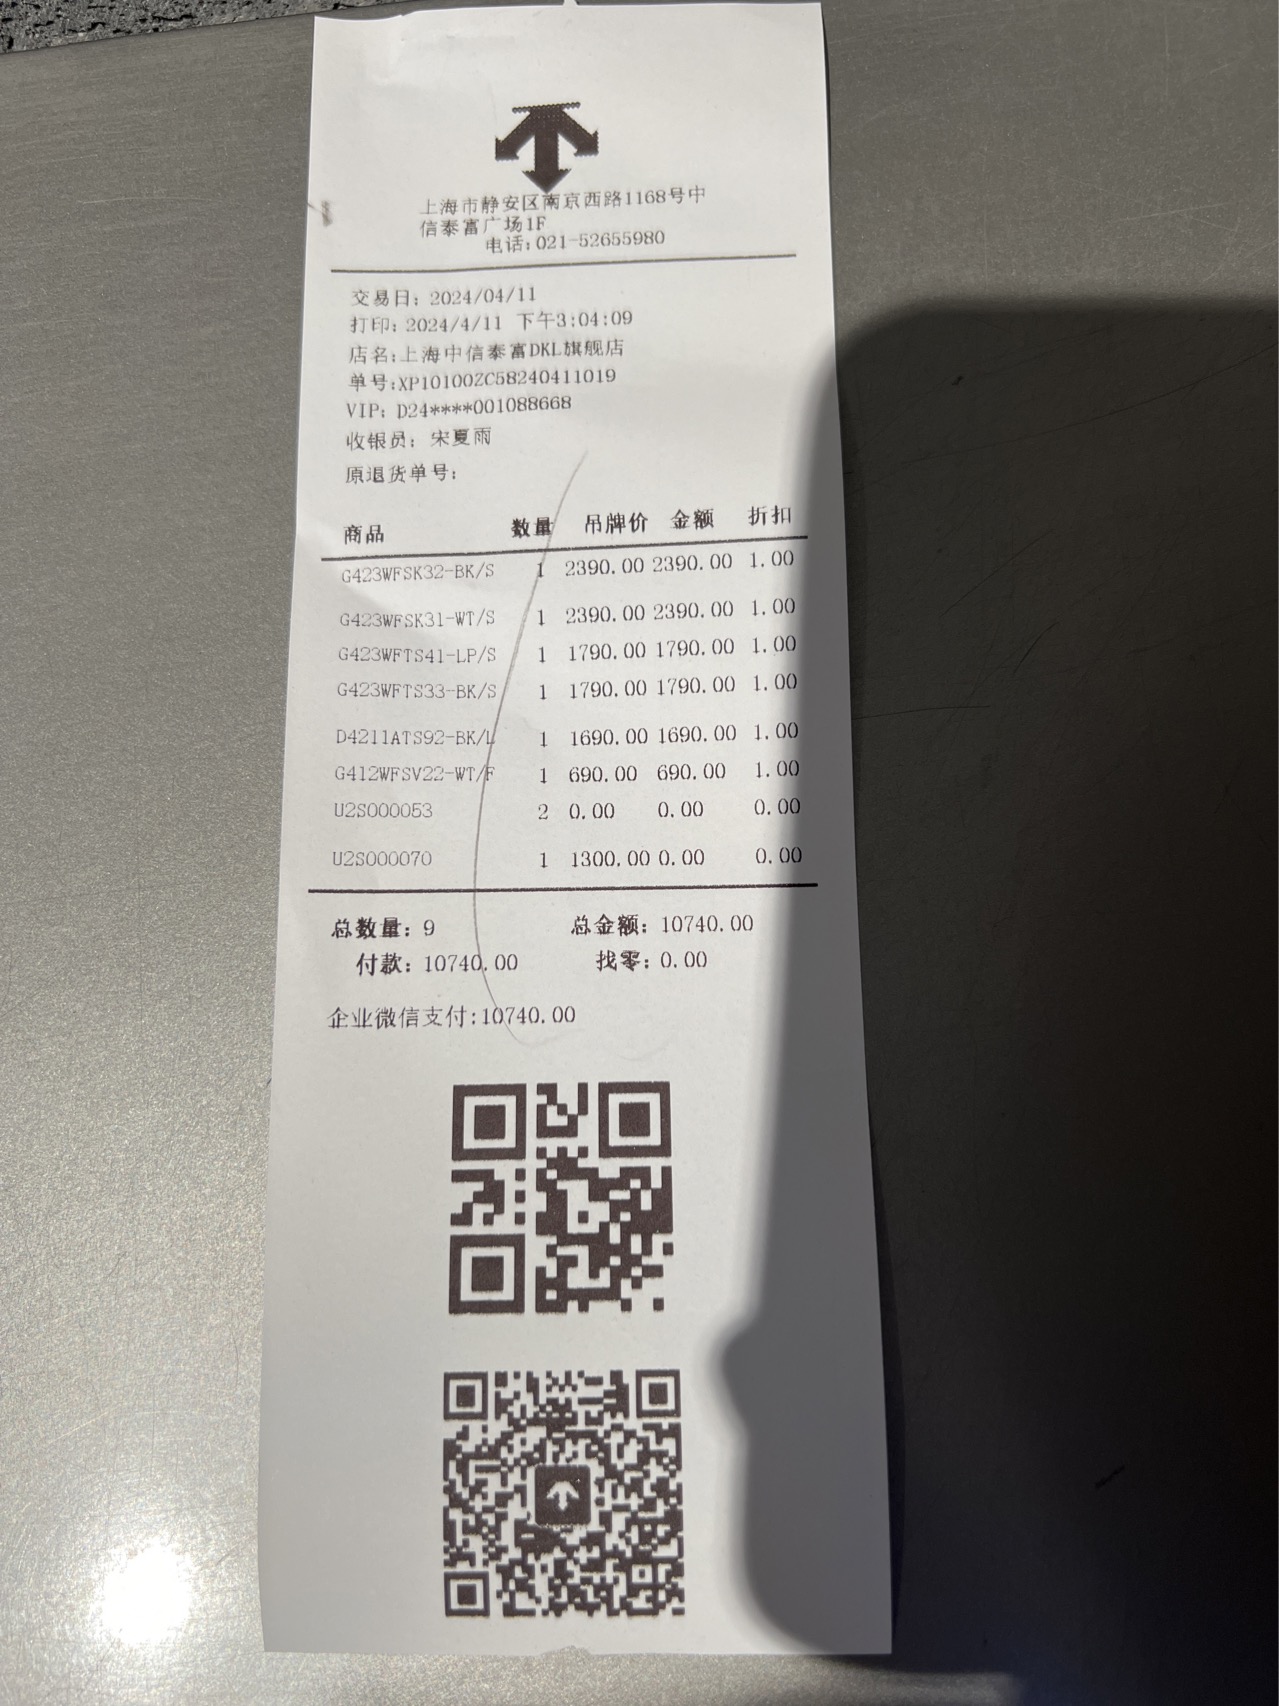 上海市静安区南京西路1168号中
信泰富广场1F
电话:021-52655980
交易日: 2024/04/11
打印: 2024/4/11 下午3:04:09
店名:上海中信泰富DKL旗舰店
单号:XP10100ZC58240411019
VIP: D24****001088668
收银员: 宋夏雨
原退货单号:
商品 数量 吊牌价 金额 折扣
G423WFSK32-BK/S 1 2390.00 2390.00 1.00
G423WFSK31-WT/S 1 2390.00 2390.00 1.00
G423WFTS41-LP/S 1 1790.00 1790.00 1.00
G423WFTS33-BK/S 1 1790.00 1790.00 1.00
D4211ATS92-BK/L 1 1690.00 1690.00 1.00
G412WFSV22-WT/F 1 690.00 690.00 1.00
U2S000053 2 0.00 0.00 0.00
U2S000070 1 1300.00 0.00 0.00
总数量: 9 总金额: 10740.00
付款: 10740.00 找零: 0.00
企业微信支付:10740.00